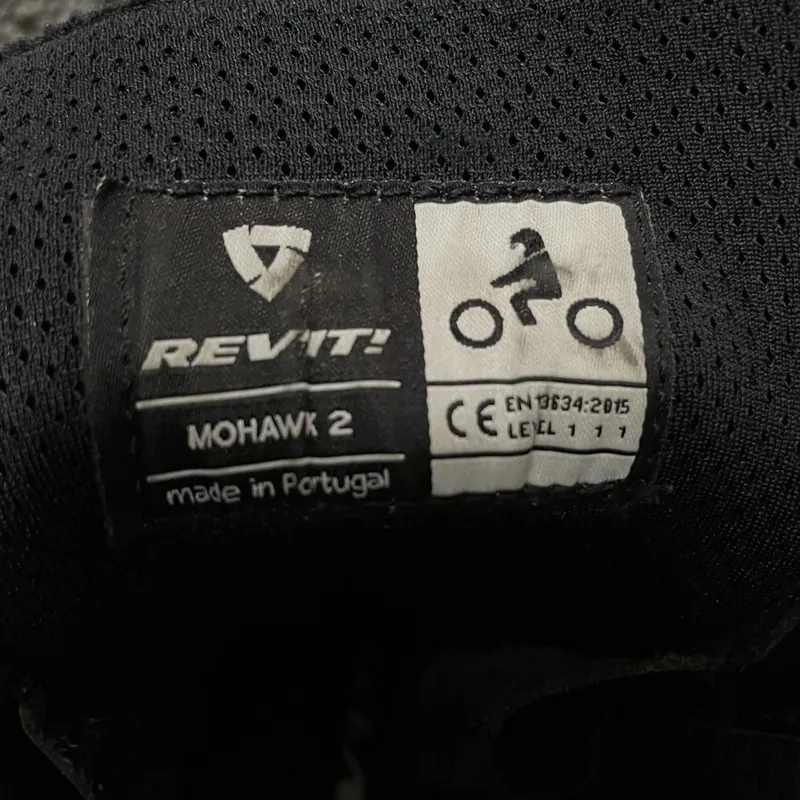 REV'IT!
MOHAWK 2
made in Portugal
CE EN 13634:2015
LEVEL 1 1 1